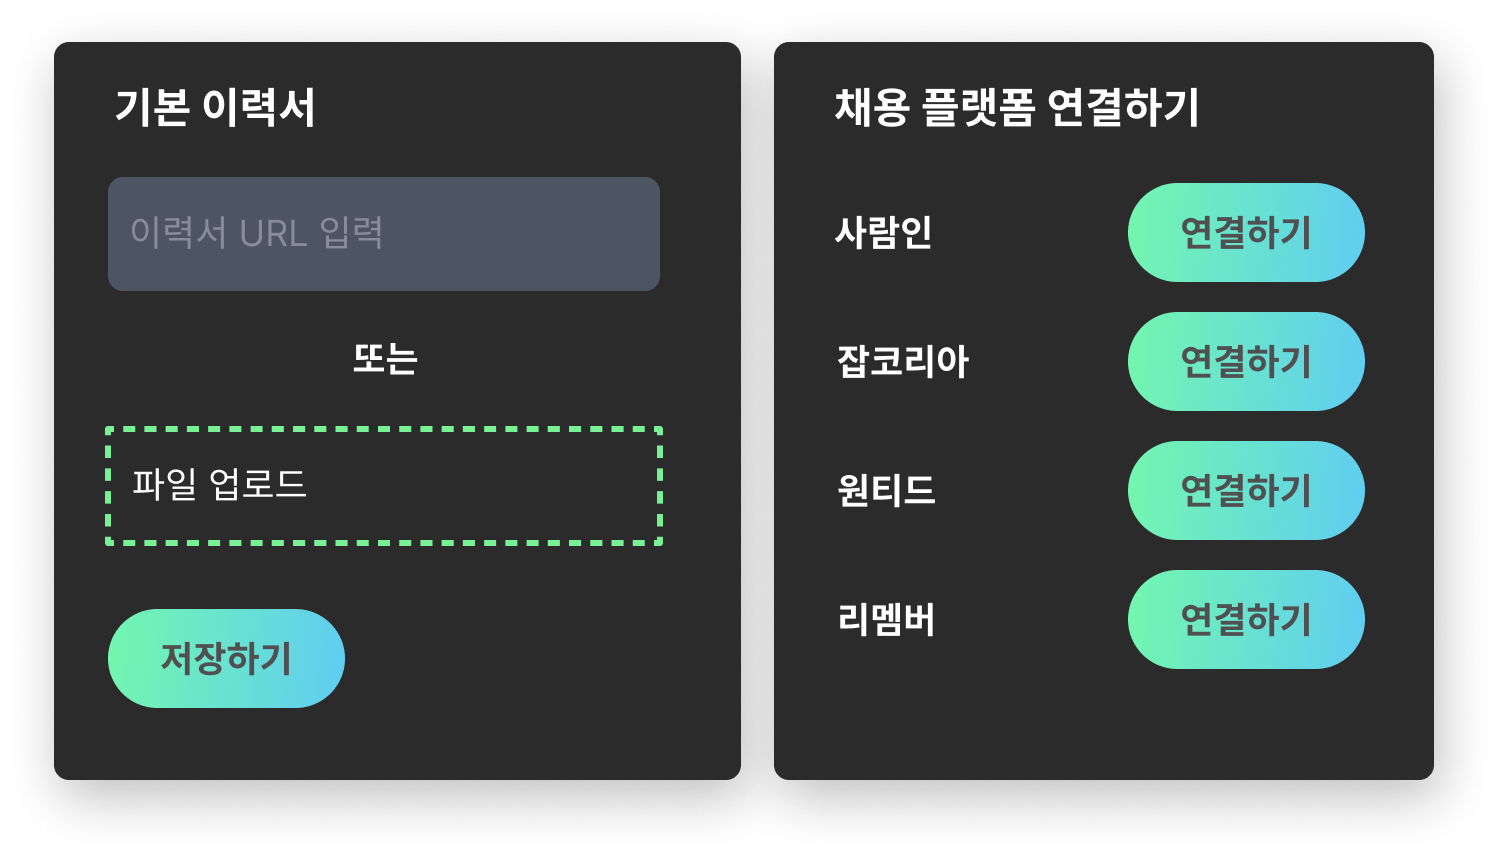 기본 이력서
이력서 URL 입력
또는
파일 업로드
저장하기
채용 플랫폼 연결하기
사람인 연결하기
잡코리아 연결하기
원티드 연결하기
리멤버 연결하기